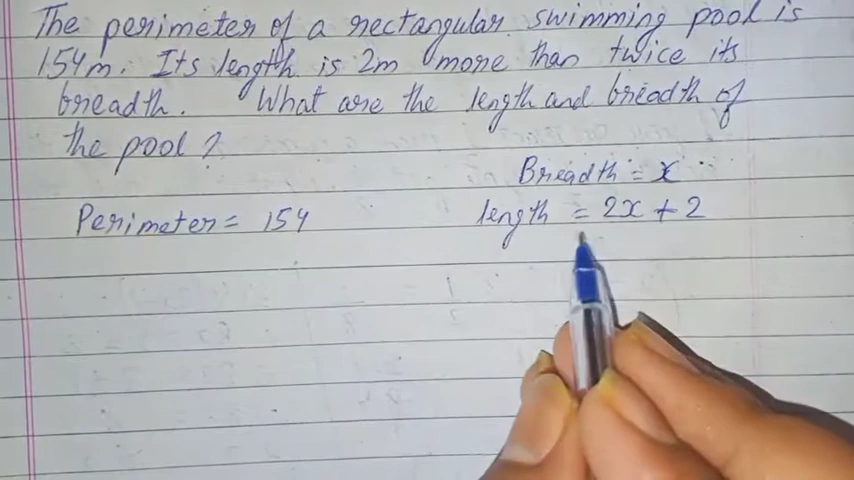 The perimeter of a rectangular swimming pool is
154m. Its length is 2m more than twice its
breadth. What are the length and breadth of
the pool?
Breadth = x
Perimeter = 154 length = 2x + 2